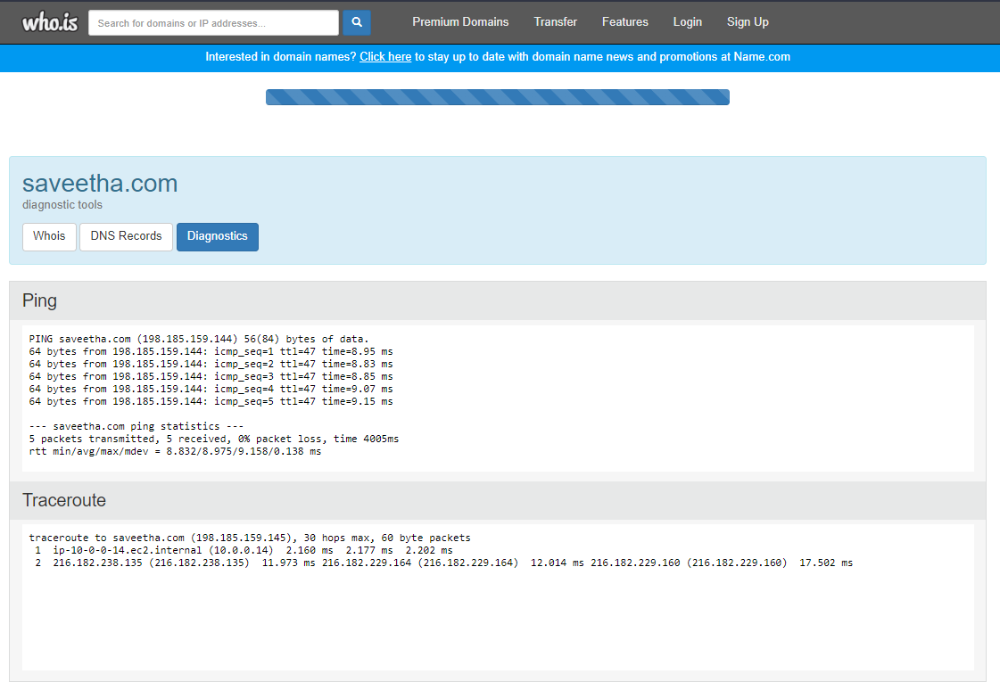 who.is
Search for domains or IP addresses...
Premium Domains Transfer Features Login Sign Up
Interested in domain names? Click here to stay up to date with domain name news and promotions at Name.com
saveetha.com
diagnostic tools
Whois DNS Records Diagnostics
Ping
PING saveetha.com (198.185.159.144) 56(84) bytes of data.
64 bytes from 198.185.159.144: icmp_seq=1 ttl=47 time=8.95 ms
64 bytes from 198.185.159.144: icmp_seq=2 ttl=47 time=8.83 ms
64 bytes from 198.185.159.144: icmp_seq=3 ttl=47 time=8.85 ms
64 bytes from 198.185.159.144: icmp_seq=4 ttl=47 time=9.07 ms
64 bytes from 198.185.159.144: icmp_seq=5 ttl=47 time=9.15 ms
--- saveetha.com ping statistics ---
5 packets transmitted, 5 received, 0% packet loss, time 4005ms
rtt min/avg/max/mdev = 8.832/8.975/9.158/0.138 ms
Traceroute
traceroute to saveetha.com (198.185.159.145), 30 hops max, 60 byte packets
1 ip-10-0-0-14.ec2.internal (10.0.0.14) 2.160 ms 2.177 ms 2.202 ms
2 216.182.238.135 (216.182.238.135) 11.973 ms 216.182.229.164 (216.182.229.164) 12.014 ms 216.182.229.160 (216.182.229.160) 17.502 ms